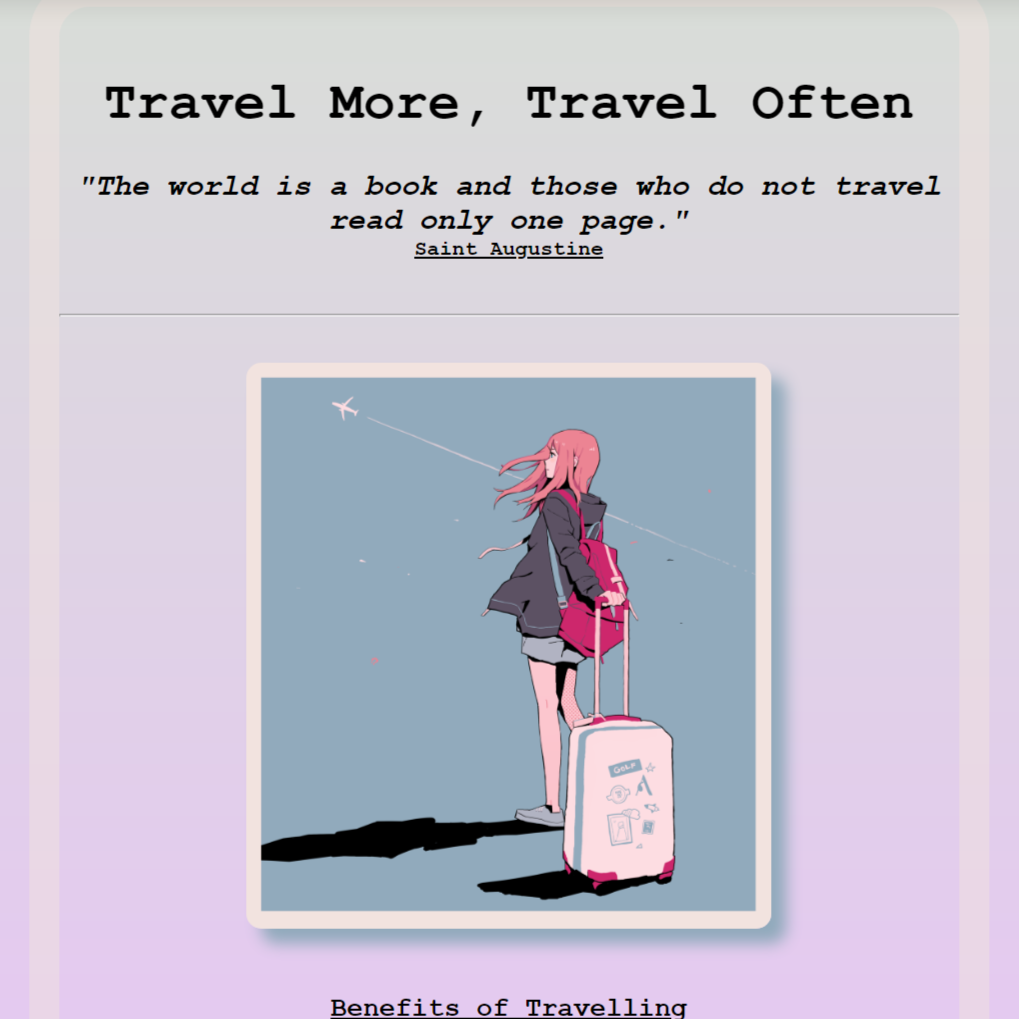 Travel More, Travel Often
"The world is a book and those who do not travel
read only one page."
Saint Augustine
Benefits of Travelling